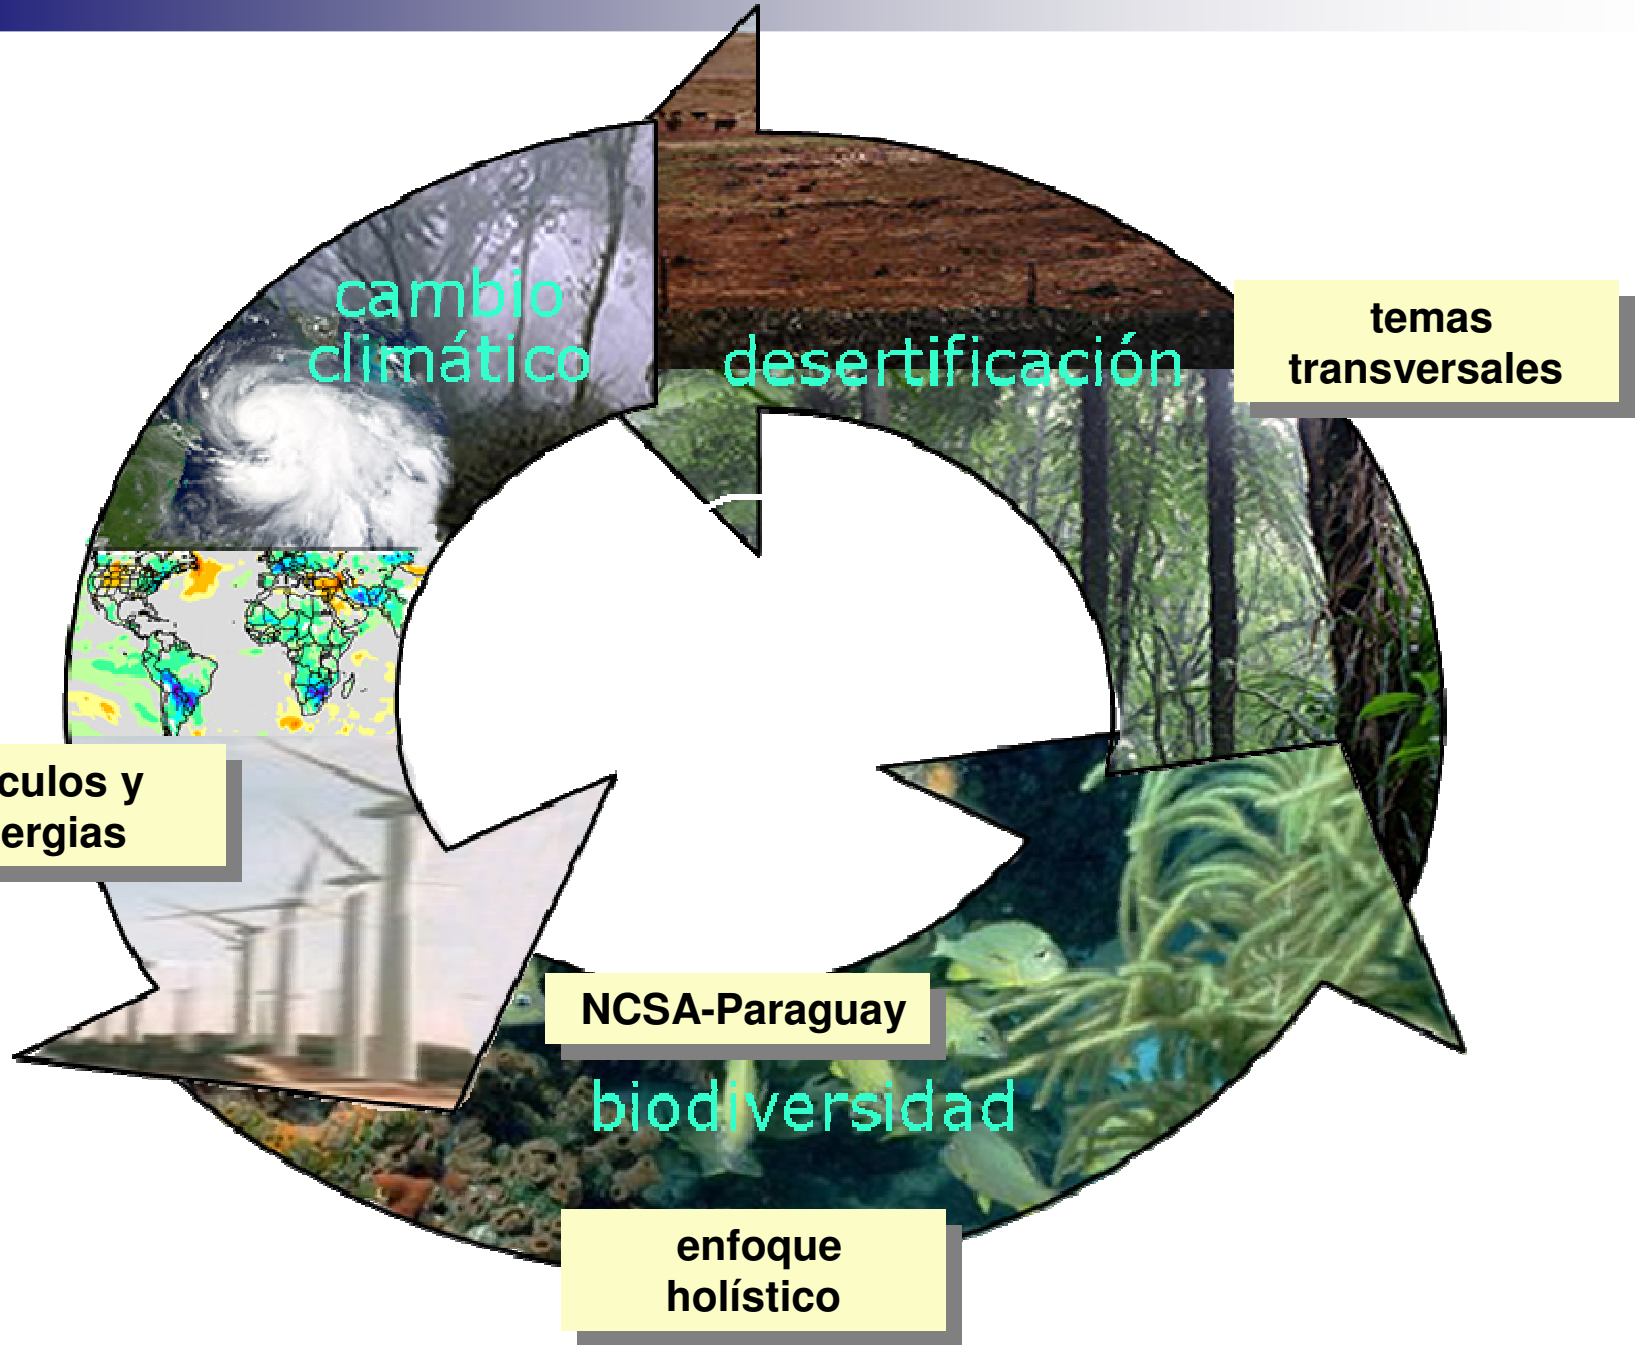 cambio
climático
desertificación
temas
transversales
culos y
ergias
NCSA-Paraguay
biodiversidad
enfoque
holístico